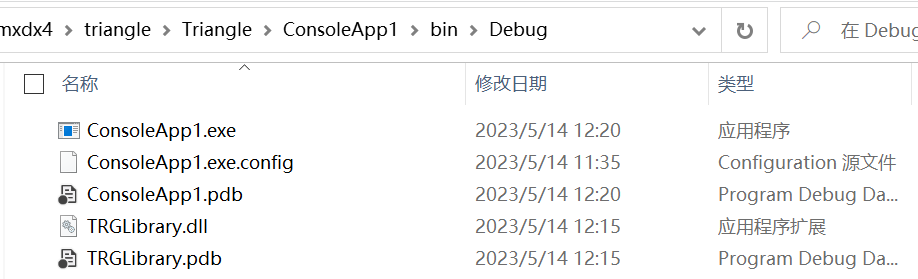 mxdx4 > triangle > Triangle > ConsoleApp1 > bin > Debug 在 Debug
名称 修改日期 类型
ConsoleApp1.exe 2023/5/14 12:20 应用程序
ConsoleApp1.exe.config 2023/5/14 11:35 Configuration 源文件
ConsoleApp1.pdb 2023/5/14 12:20 Program Debug Da...
TRGLibrary.dll 2023/5/14 12:15 应用程序扩展
TRGLibrary.pdb 2023/5/14 12:15 Program Debug Da...